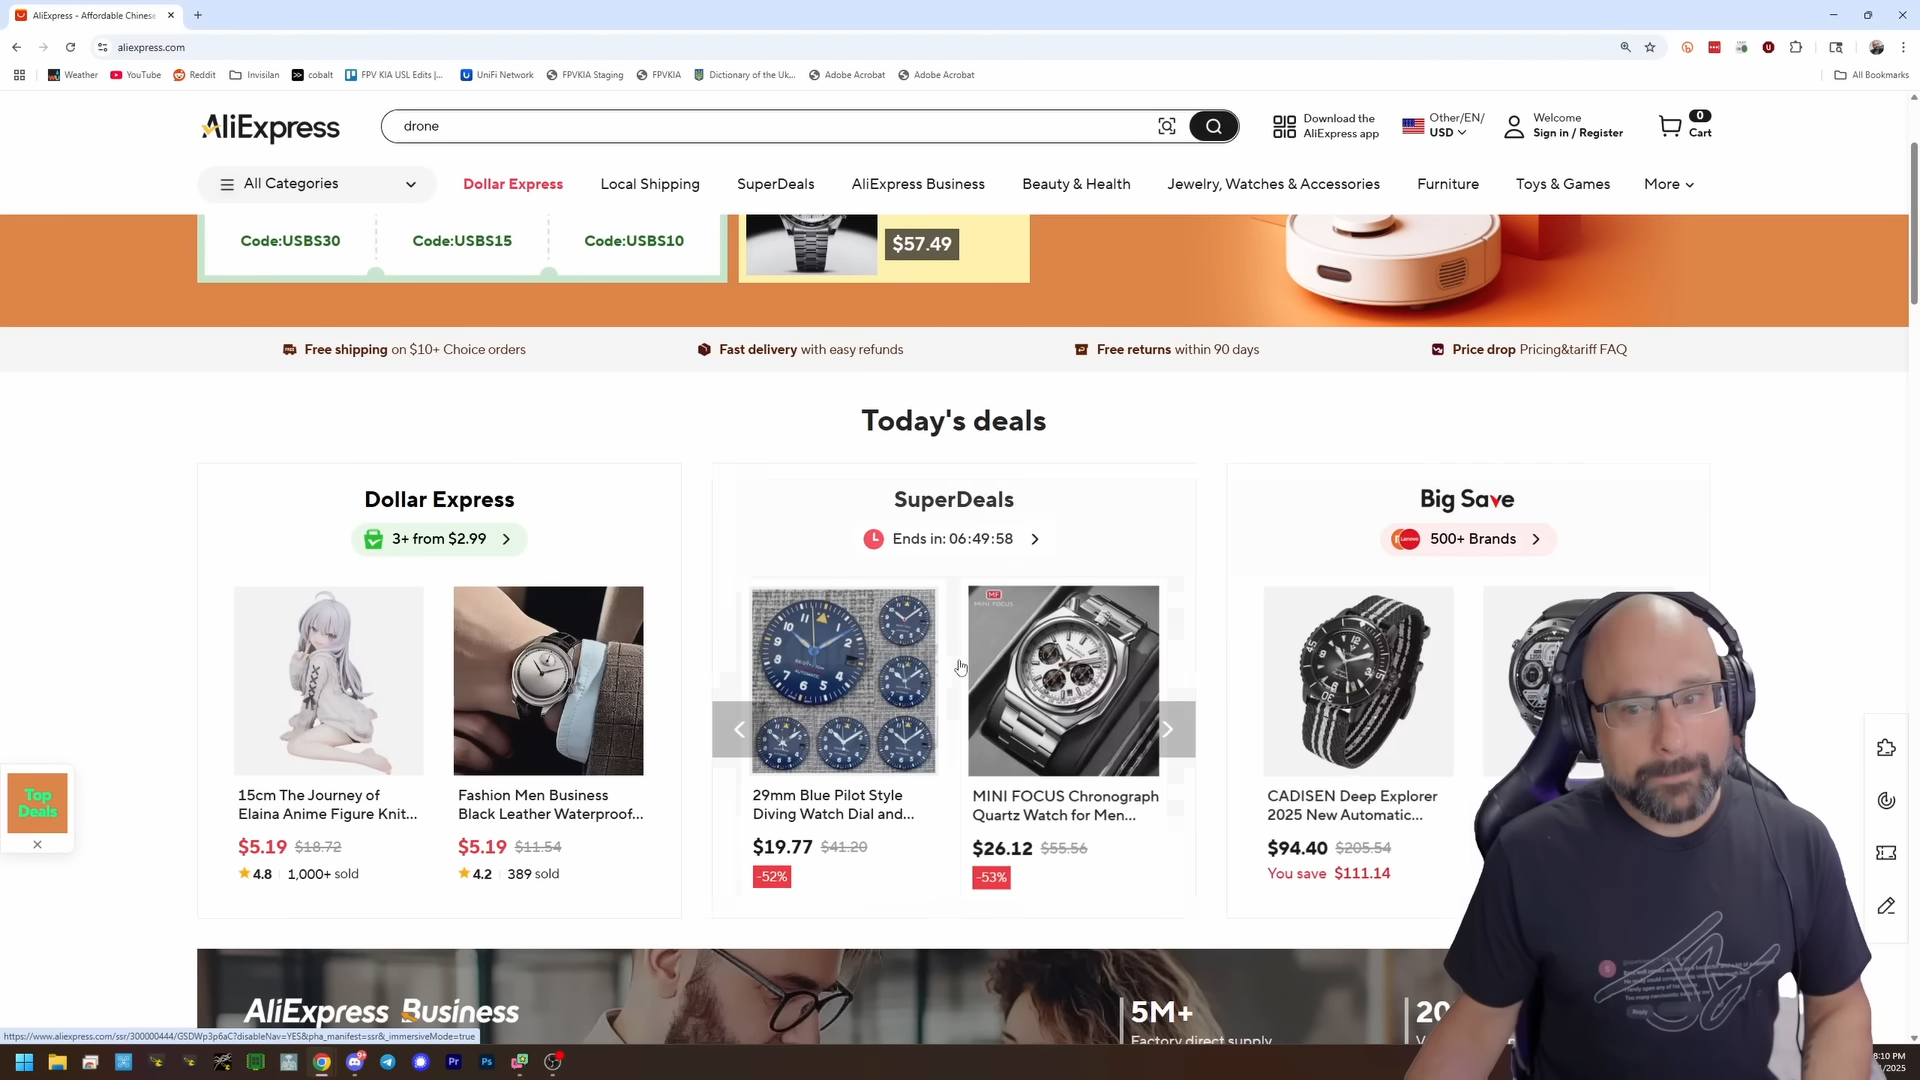 AliExpress - Affordable Chinese
aliexpress.com
Weather
YouTube
Reddit
Invisilan
cobalt
FPV KIA USL Edits |...
UniFi Network
FPVKIA Staging
FPVKIA
Dictionary of the Uk...
Adobe Acrobat
Adobe Acrobat
All Bookmarks
AliExpress
drone
Download the
AliExpress app
Other/EN/
USD
Welcome
Sign in / Register
0
Cart
All Categories
Dollar Express
Local Shipping
SuperDeals
AliExpress Business
Beauty & Health
Jewelry, Watches & Accessories
Furniture
Toys & Games
More
Code:USBS30
Code:USBS15
Code:USBS10
$57.49
Free shipping on $10+ Choice orders
Fast delivery with easy refunds
Free returns within 90 days
Price drop Pricing&tariff FAQ
Today's deals
Dollar Express
3+ from $2.99
SuperDeals
Ends in: 06:49:58
Big Save
500+ Brands
MF
MINI FOCUS
15cm The Journey of
Elaina Anime Figure Knit...
$5.19 $18.72
4.8 1,000+ sold
Fashion Men Business
Black Leather Waterproof...
$5.19 $11.54
4.2 389 sold
29mm Blue Pilot Style
Diving Watch Dial and...
$19.77 $41.20
-52%
MINI FOCUS Chronograph
Quartz Watch for Men...
$26.12 $55.56
-53%
CADISEN Deep Explorer
2025 New Automatic...
$94.40 $205.54
You save $111.14
Top
Deals
AliExpress Business
5M+
Factory direct supply
20
https://www.aliexpress.com/ssr/300000444/GSDWp3p6aC?disableNav=YES&pha_manifest=ssr&_immersiveMode=true
8:10 PM
/2025